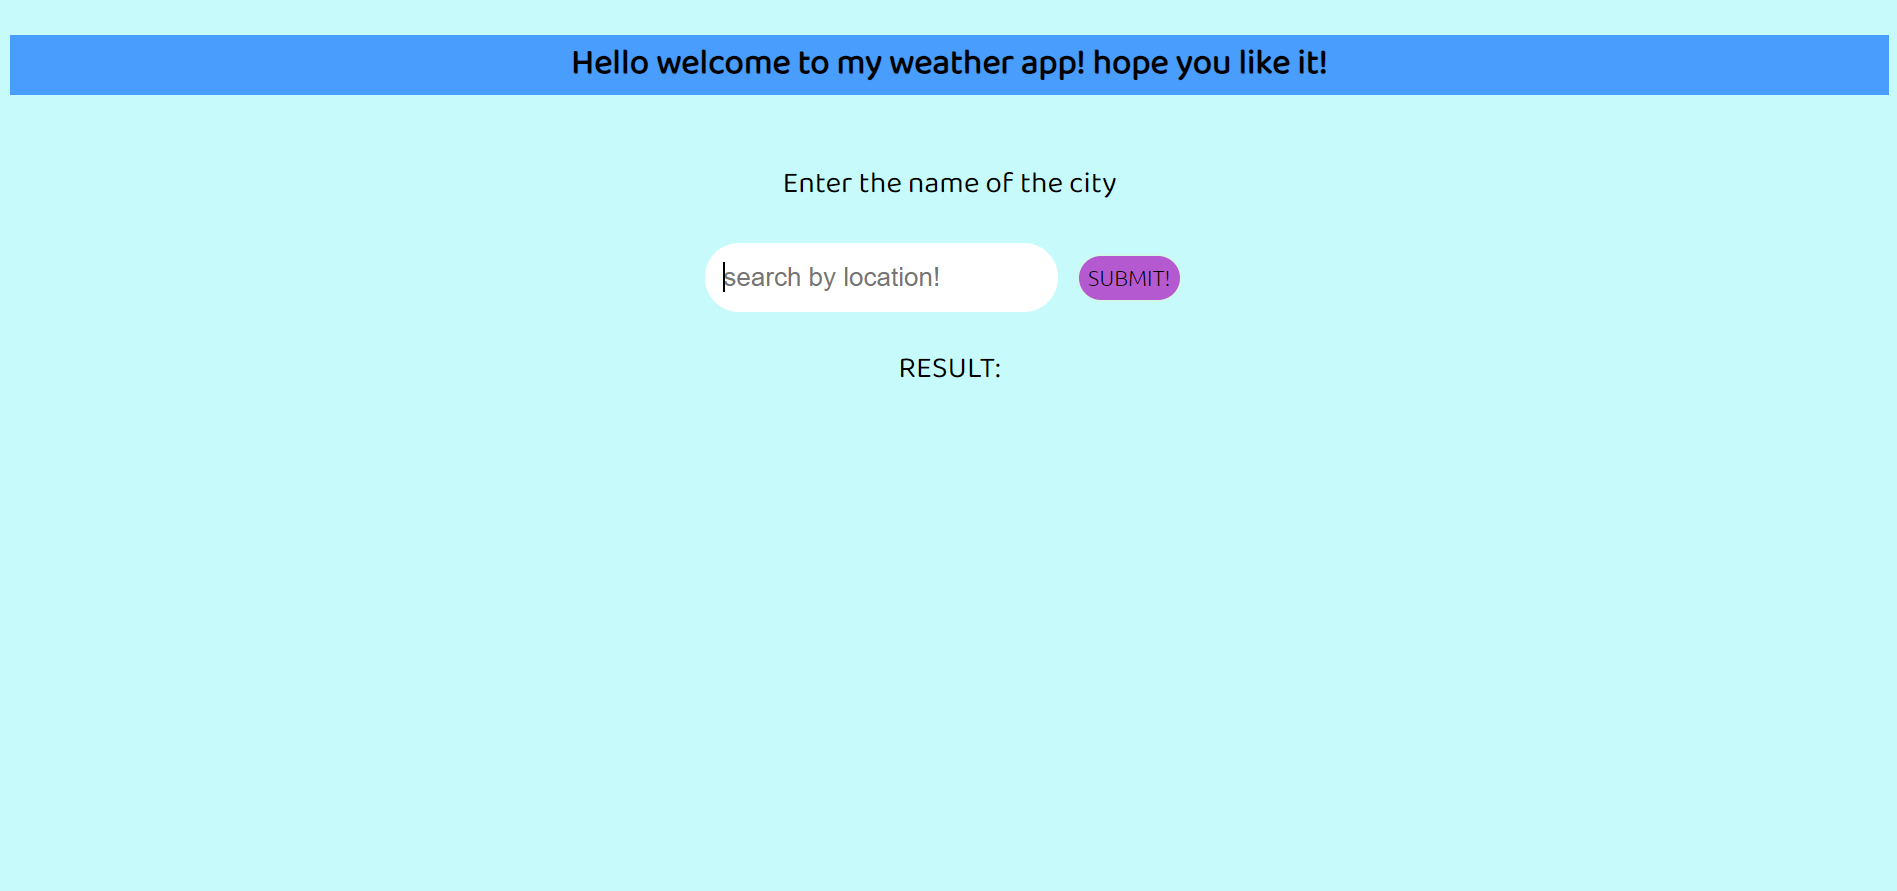 Hello welcome to my weather app! hope you like it!
Enter the name of the city
search by location!
SUBMIT!
RESULT: